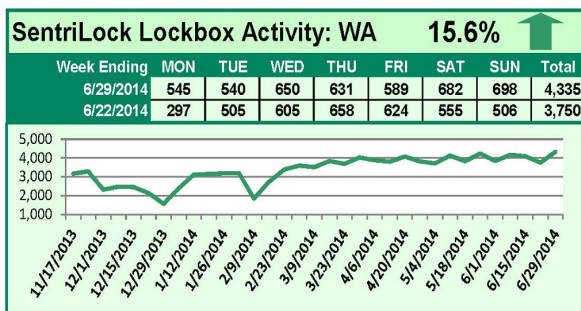 SentriLock Lockbox Activity: WA 15.6%
Week Ending MON TUE WED THU FRI SAT SUN Total
6/29/2014 545 540 650 631 589 682 698 4,335
6/22/2014 297 505 605 658 624 555 506 3,750
5,000
4,000
3,000
2,000
1,000
11/17/2013 12/1/2013 12/15/2013 12/29/2013 1/12/2014 1/26/2014 2/9/2014 2/23/2014 3/9/2014 3/23/2014 4/6/2014 4/20/2014 5/4/2014 5/18/2014 6/1/2014 6/15/2014 6/29/2014